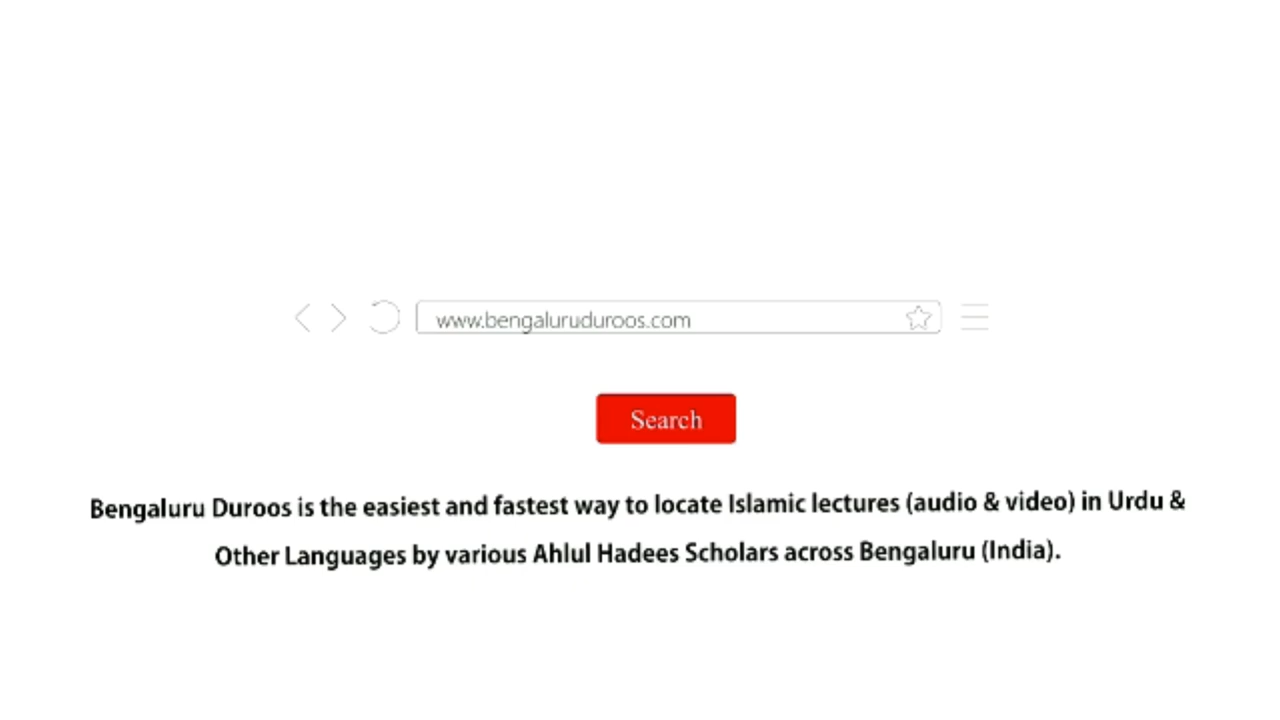 www.bengaluruduroos.com
Search
Bengaluru Duroos is the easiest and fastest way to locate Islamic lectures (audio & video) in Urdu &
Other Languages by various Ahlul Hadees Scholars across Bengaluru (India).